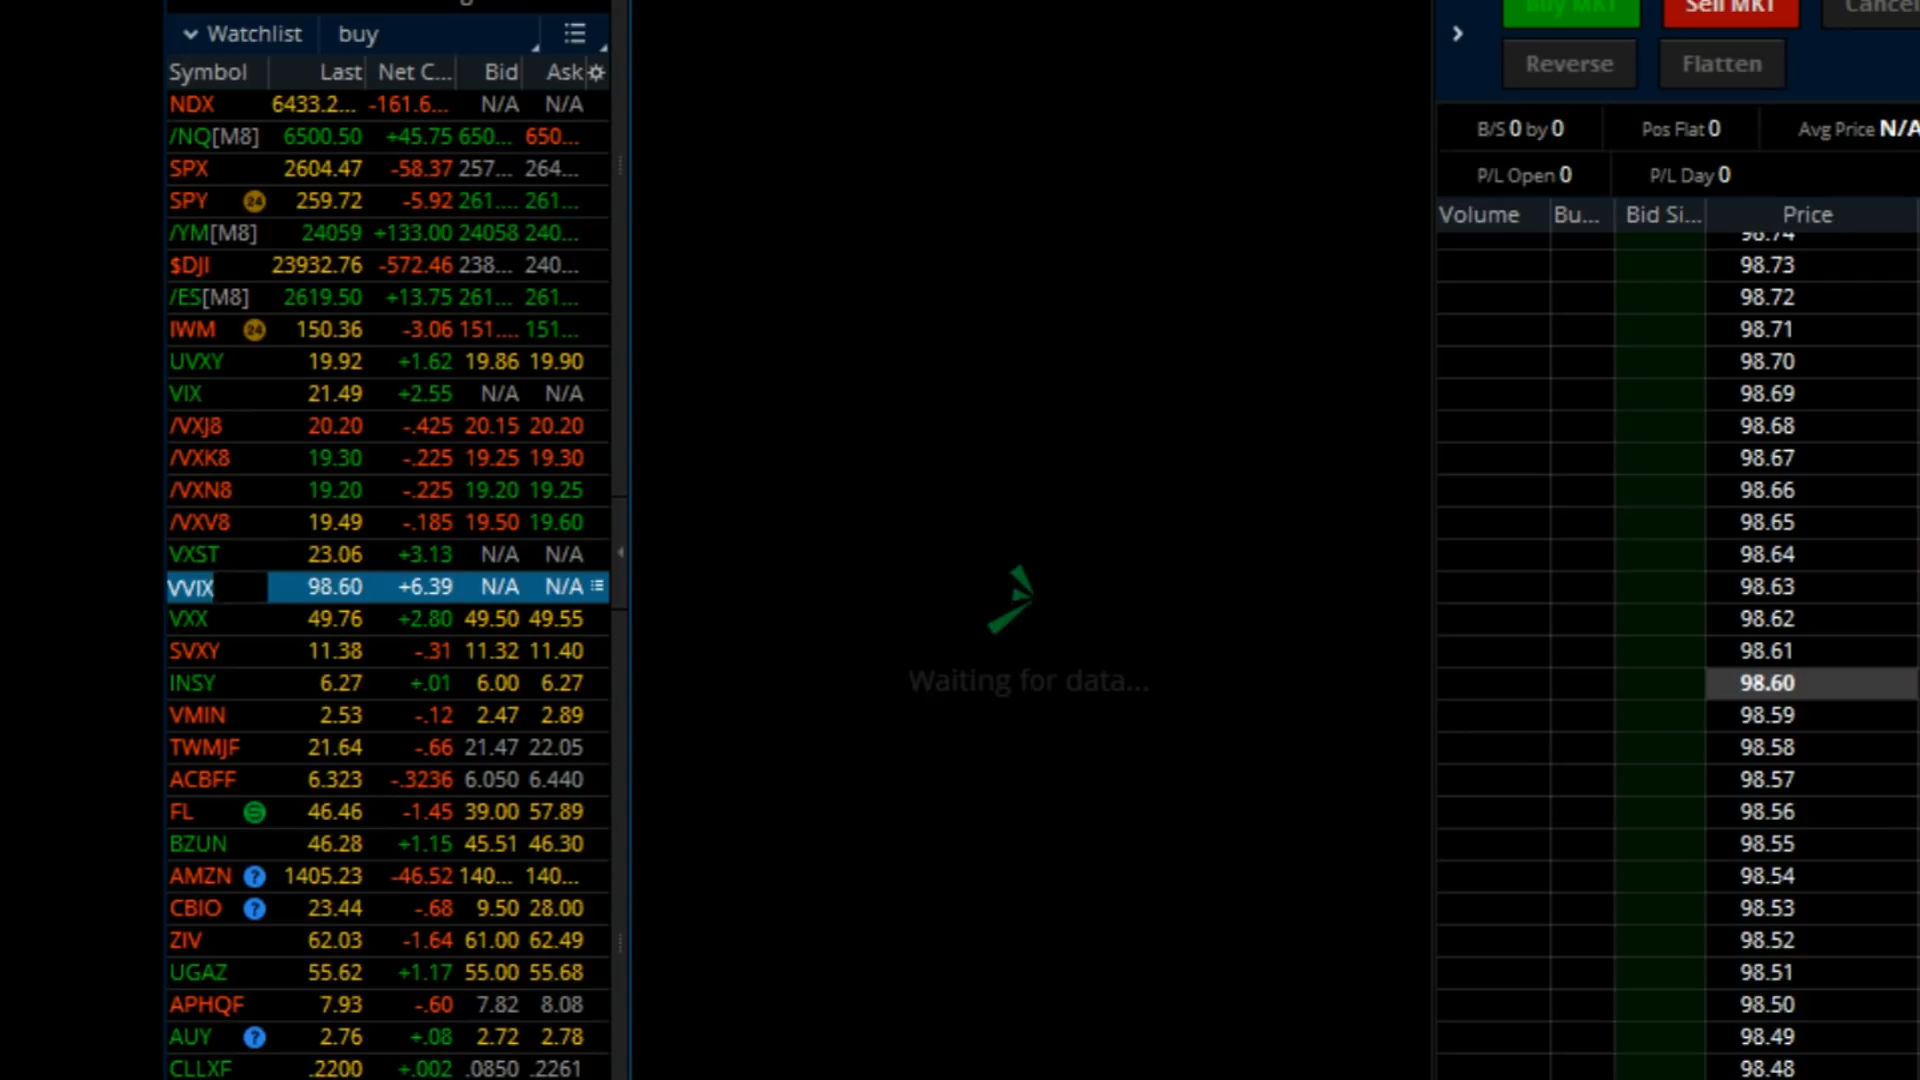 Watchlist buy
Symbol Last Net C... Bid Ask
NDX 6433.2... -161.6... N/A N/A
/NQ[M8] 6500.50 +45.75 650... 650...
SPX 2604.47 -58.37 257... 264...
SPY 24 259.72 -5.92 261.... 261...
/YM[M8] 24059 +133.00 24058 240...
$DJI 23932.76 -572.46 238... 240...
/ES[M8] 2619.50 +13.75 261... 261...
IWM 24 150.36 -3.06 151.... 151...
UVXY 19.92 +1.62 19.86 19.90
VIX 21.49 +2.55 N/A N/A
/VXJ8 20.20 -.425 20.15 20.20
/VXK8 19.30 -.225 19.25 19.30
/VXN8 19.20 -.225 19.20 19.25
/VXV8 19.49 -.185 19.50 19.60
VXST 23.06 +3.13 N/A N/A
VVIX 98.60 +6.39 N/A N/A
VXX 49.76 +2.80 49.50 49.55
SVXY 11.38 -.31 11.32 11.40
INSY 6.27 +.01 6.00 6.27
VMIN 2.53 -.12 2.47 2.89
TWMJF 21.64 -.66 21.47 22.05
ACBFF 6.323 -.3236 6.050 6.440
FL 46.46 -1.45 39.00 57.89
BZUN 46.28 +1.15 45.51 46.30
AMZN ? 1405.23 -46.52 140... 140...
CBIO ? 23.44 -.68 9.50 28.00
ZIV 62.03 -1.64 61.00 62.49
UGAZ 55.62 +1.17 55.00 55.68
APHQF 7.93 -.60 7.82 8.08
AUY ? 2.76 +.08 2.72 2.78
CLLXF .2200 +.002 .0850 .2261
Waiting for data...
Buy MKT Sell MKT Cancel
Reverse Flatten
B/S 0 by 0 Pos Flat 0 Avg Price N/A
P/L Open 0 P/L Day 0
Volume Bu... Bid Si... Price
98.74
98.73
98.72
98.71
98.70
98.69
98.68
98.67
98.66
98.65
98.64
98.63
98.62
98.61
98.60
98.59
98.58
98.57
98.56
98.55
98.54
98.53
98.52
98.51
98.50
98.49
98.48